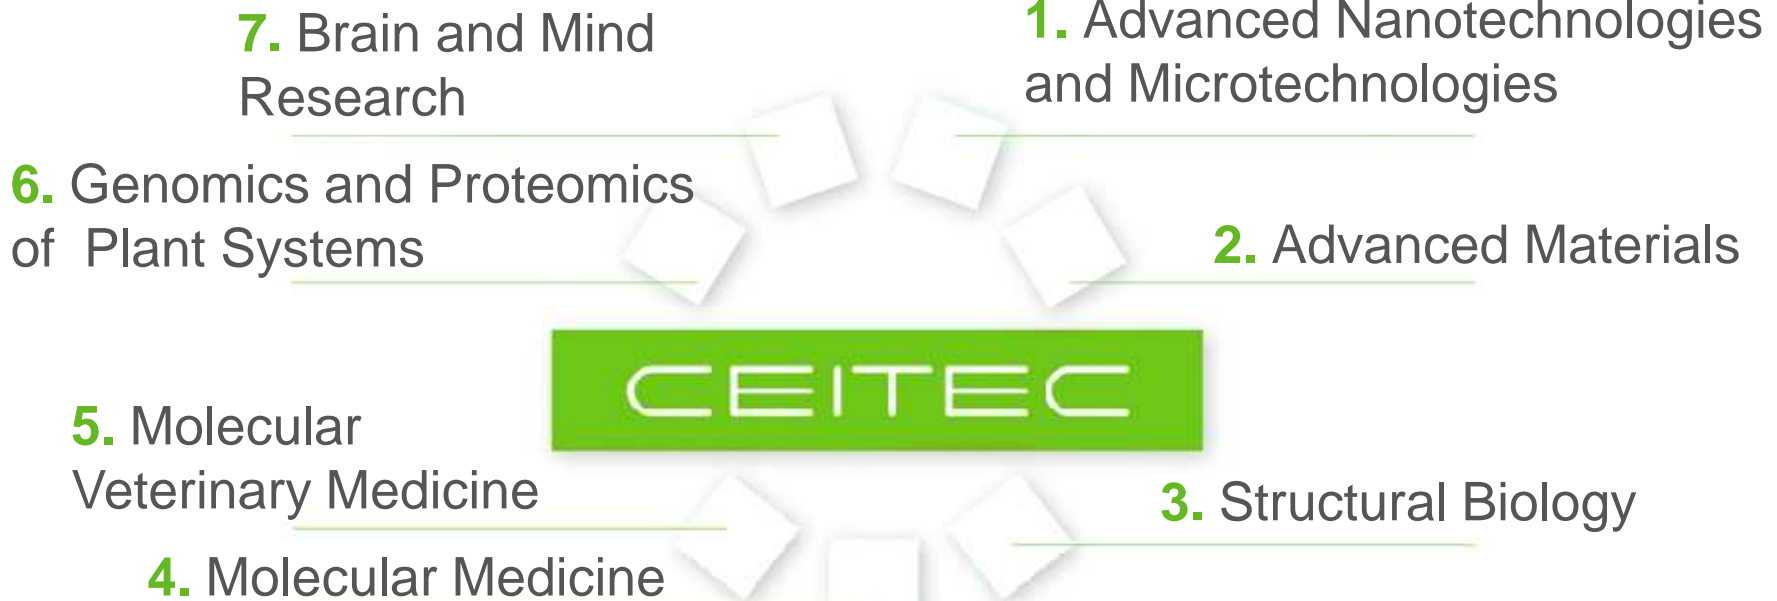 7. Brain and Mind
Research
1. Advanced Nanotechnologies
and Microtechnologies
6. Genomics and Proteomics
of Plant Systems
2. Advanced Materials
CEITEC
5. Molecular
Veterinary Medicine
3. Structural Biology
4. Molecular Medicine